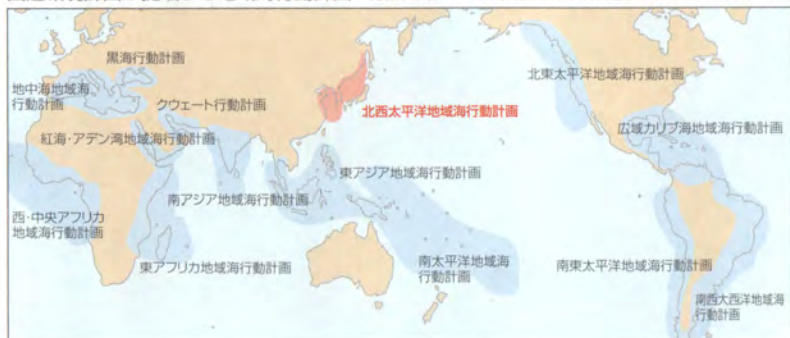 黒海行動計画
地中海地域海
行動計画
クウェート行動計画
紅海・アデン湾地域海行動計画
北西太平洋地域海行動計画
北東太平洋地域海行動計画
広域カリブ海地域海行動計画
東アジア地域海行動計画
南アジア地域海行動計画
西・中央アフリカ
地域海行動計画
東アフリカ地域海行動計画
南太平洋地域海
行動計画
南東太平洋地域海行動計画
南西大西洋地域海
行動計画